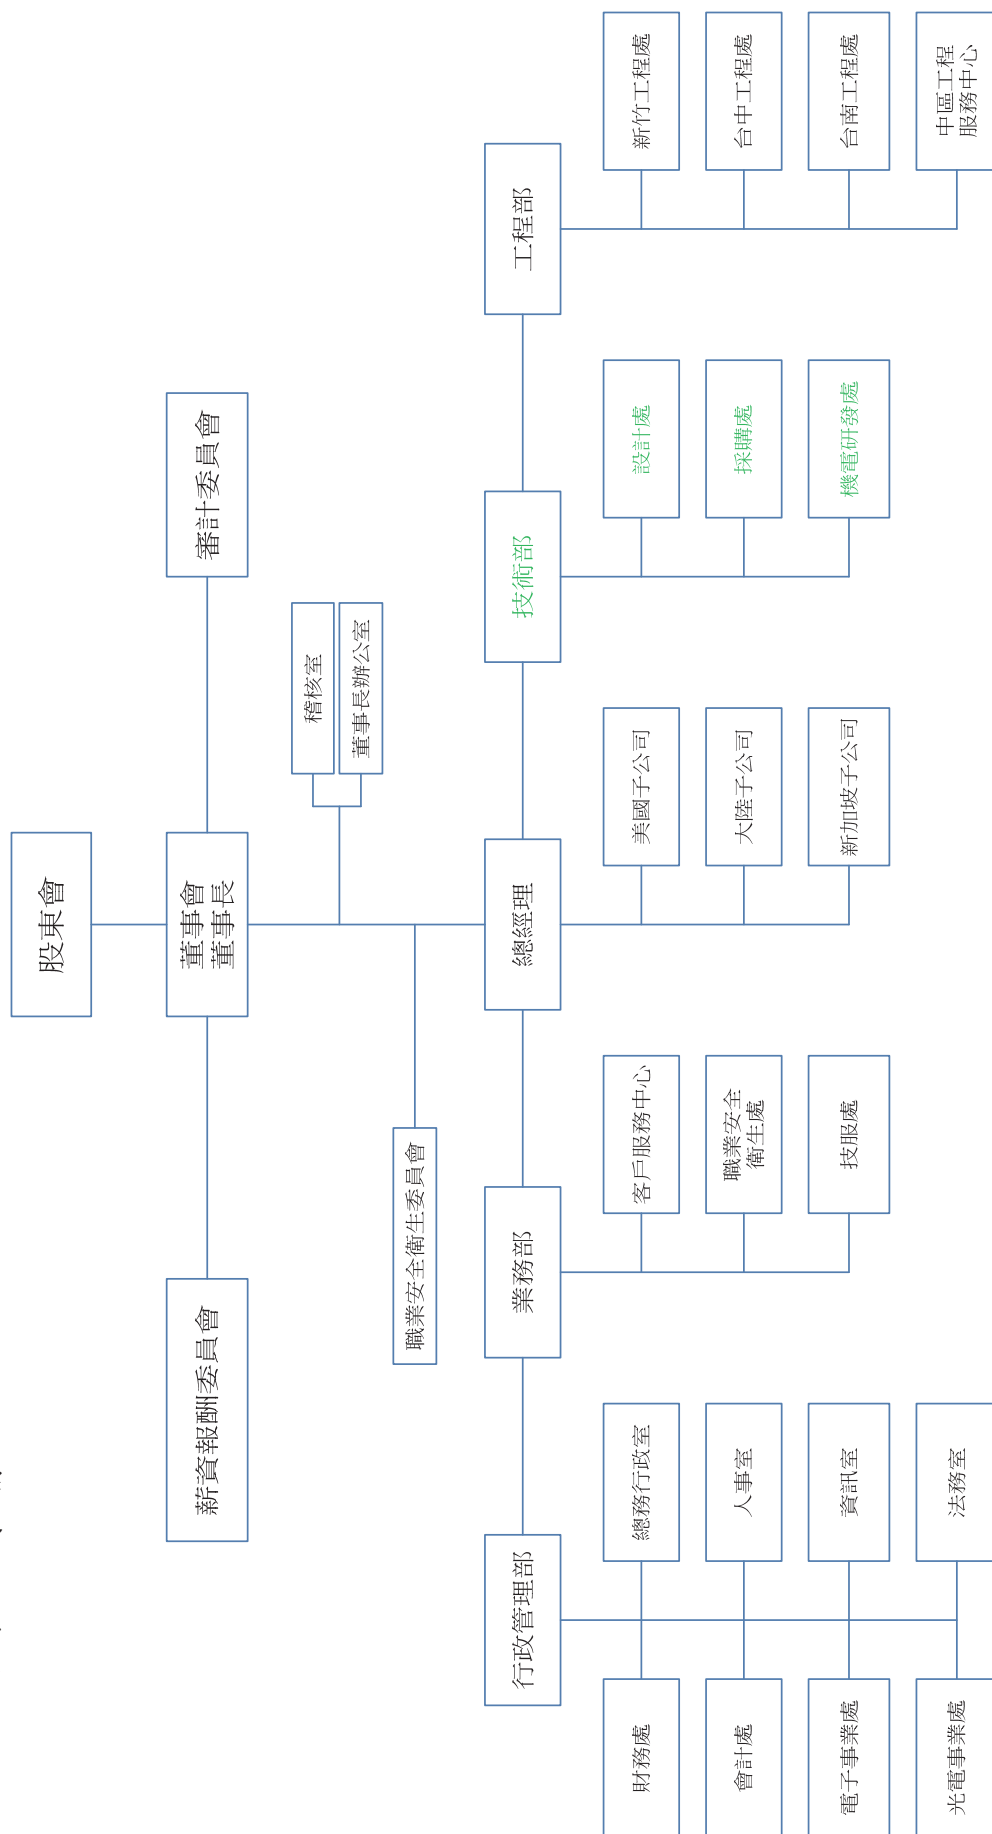 股東會
薪資報酬委員會
董事會
董事長
審計委員會
稽核室
董事長辦公室
職業安全衛生委員會
行政管理部
業務部
總經理
技術部
工程部
財務處
總務行政室
客戶服務中心
美國子公司
設計處
新竹工程處
會計處
人事室
職業安全
衛生處
大陸子公司
採購處
台中工程處
電子事業處
資訊室
技服處
新加坡子公司
機電研發處
台南工程處
光電事業處
法務室
中區工程
服務中心